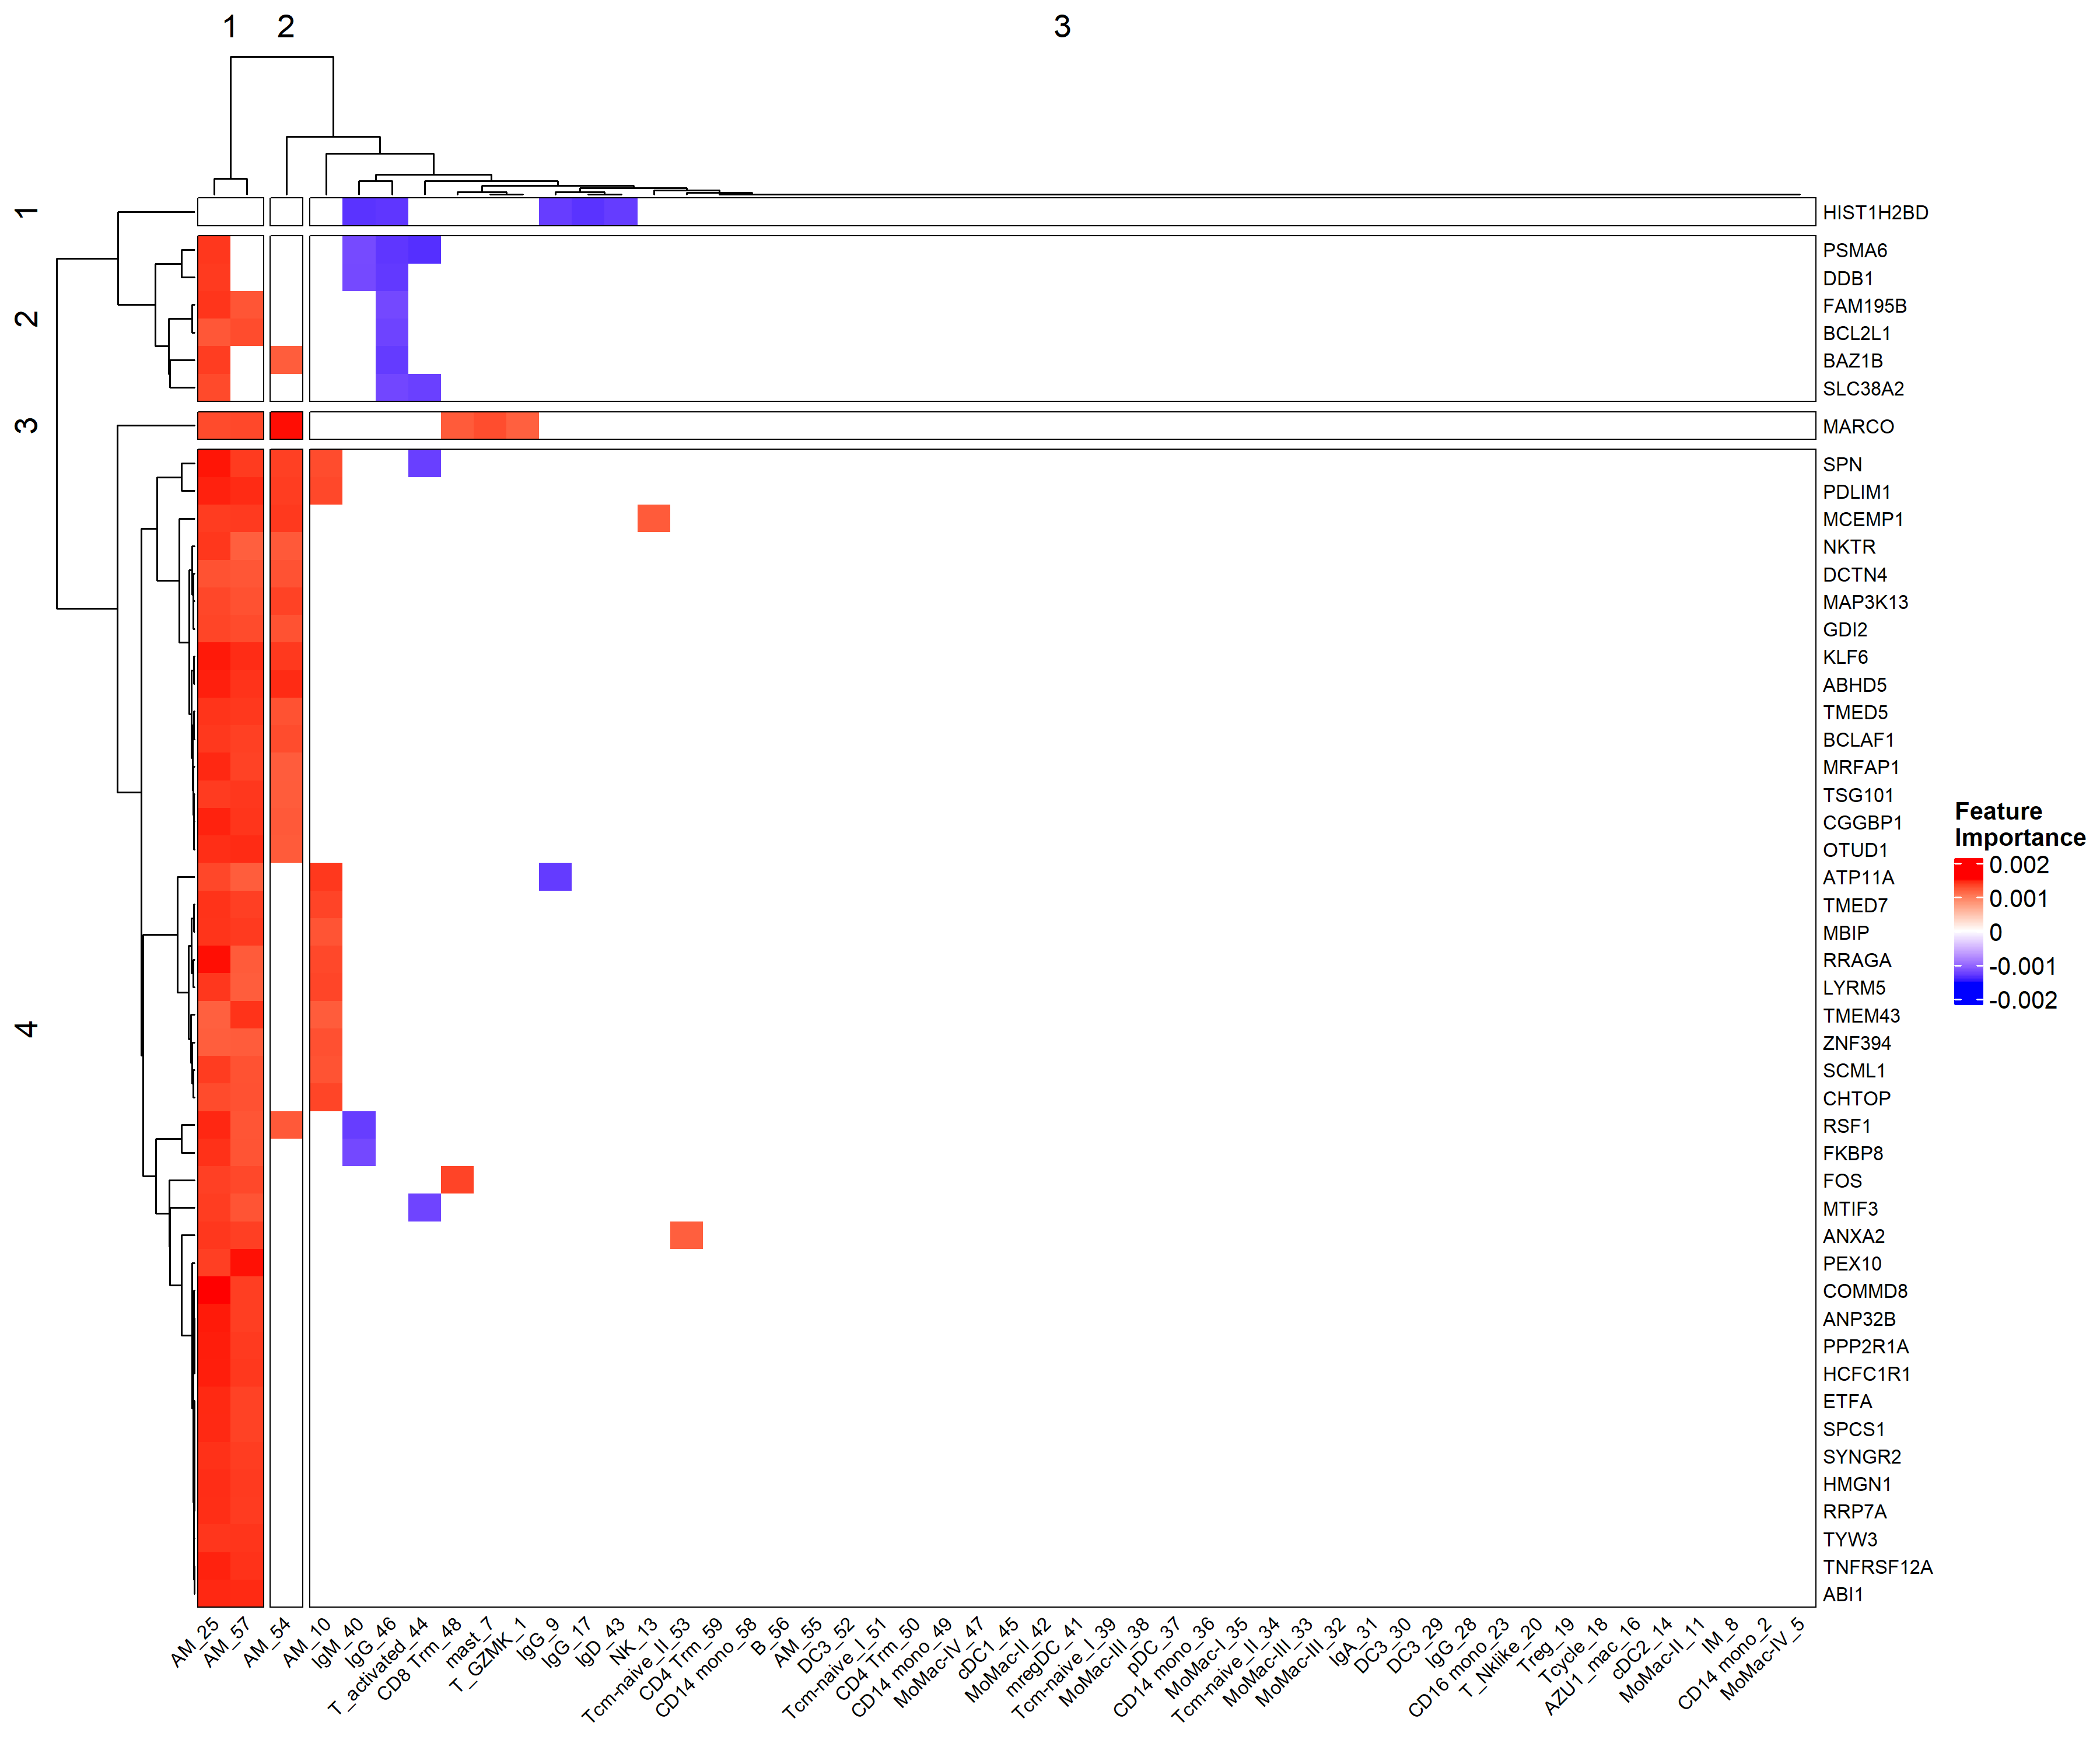 1 2 3
1
HIST1H2BD
PSMA6
DDB1
FAM195B
2
BCL2L1
BAZ1B
SLC38A2
3
MARCO
SPN
PDLIM1
MCEMP1
NKTR
DCTN4
MAP3K13
GDI2
KLF6
ABHD5
TMED5
BCLAF1
MRFAP1
TSG101
CGGBP1
OTUD1
ATP11A
TMED7
MBIP
RRAGA
LYRM5
TMEM43
4
ZNF394
SCML1
CHTOP
RSF1
FKBP8
FOS
MTIF3
ANXA2
PEX10
COMMD8
ANP32B
PPP2R1A
HCFC1R1
ETFA
SPCS1
SYNGR2
HMGN1
RRP7A
TYW3
TNFRSF12A
ABI1
Feature
Importance
0.002
0.001
0
-0.001
-0.002
AM_25
AM_57
AM_54
AM_10
IgM_40
IgG_46
T_activated_44
CD8 Trm_48
mast_7
T_GZMK_1
IgG_9
IgG_17
IgD_43
NK_13
Tcm-naive_II_53
CD4 Trm_59
CD14 mono_58
B_56
AM_55
DC3_52
Tcm-naive_I_51
CD4 Trm_50
CD14 mono_49
MoMac-IV_47
cDC1_45
MoMac-II_42
mregDC_41
Tcm-naive_I_39
MoMac-III_38
pDC_37
CD14 mono_36
MoMac-I_35
Tcm-naive_II_34
MoMac-III_33
MoMac-III_32
IgA_31
DC3_30
DC3_29
IgG_28
CD16 mono_23
T_Nklike_20
Treg_19
Tcycle_18
AZU1_mac_16
cDC2_14
MoMac-II_11
IM_8
CD14 mono_2
MoMac-IV_5